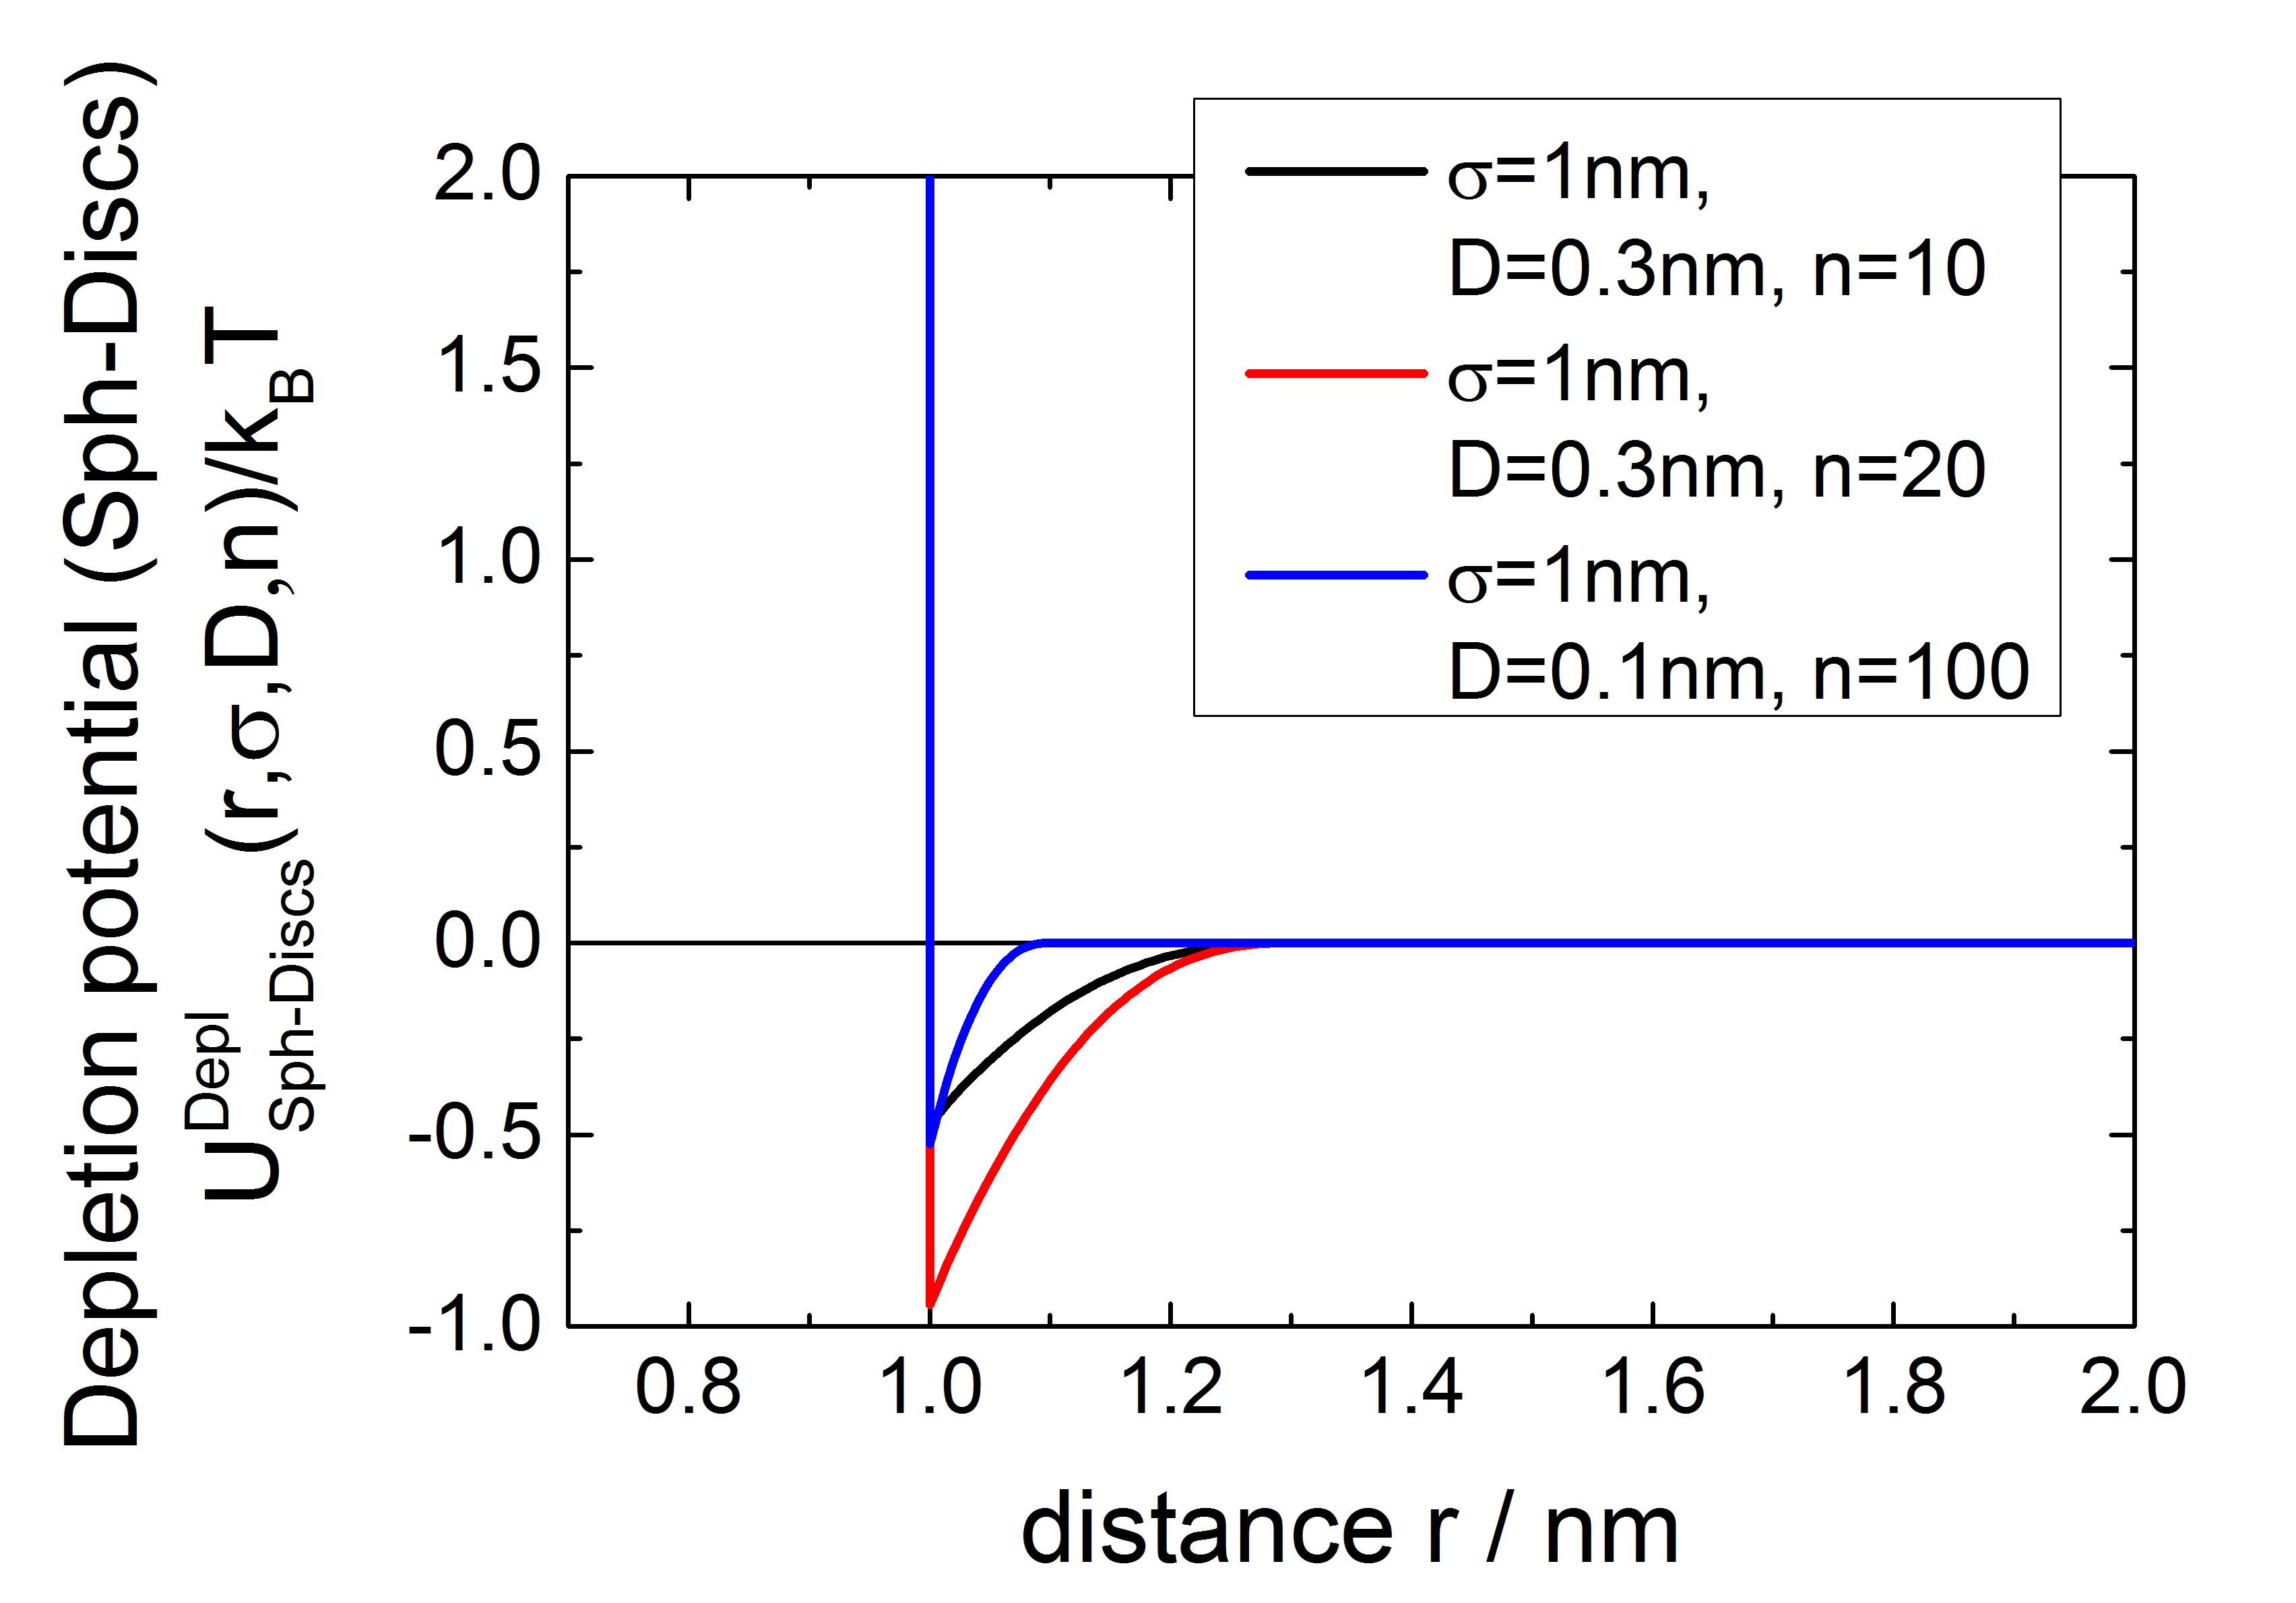 Depletion potential (Sph-Discs)
U^Depl_Sph-Discs(r,σ,D,n)/k_BT
2.0
1.5
1.0
0.5
0.0
-0.5
-1.0
σ=1nm,
D=0.3nm, n=10
σ=1nm,
D=0.3nm, n=20
σ=1nm,
D=0.1nm, n=100
0.8 1.0 1.2 1.4 1.6 1.8 2.0
distance r / nm